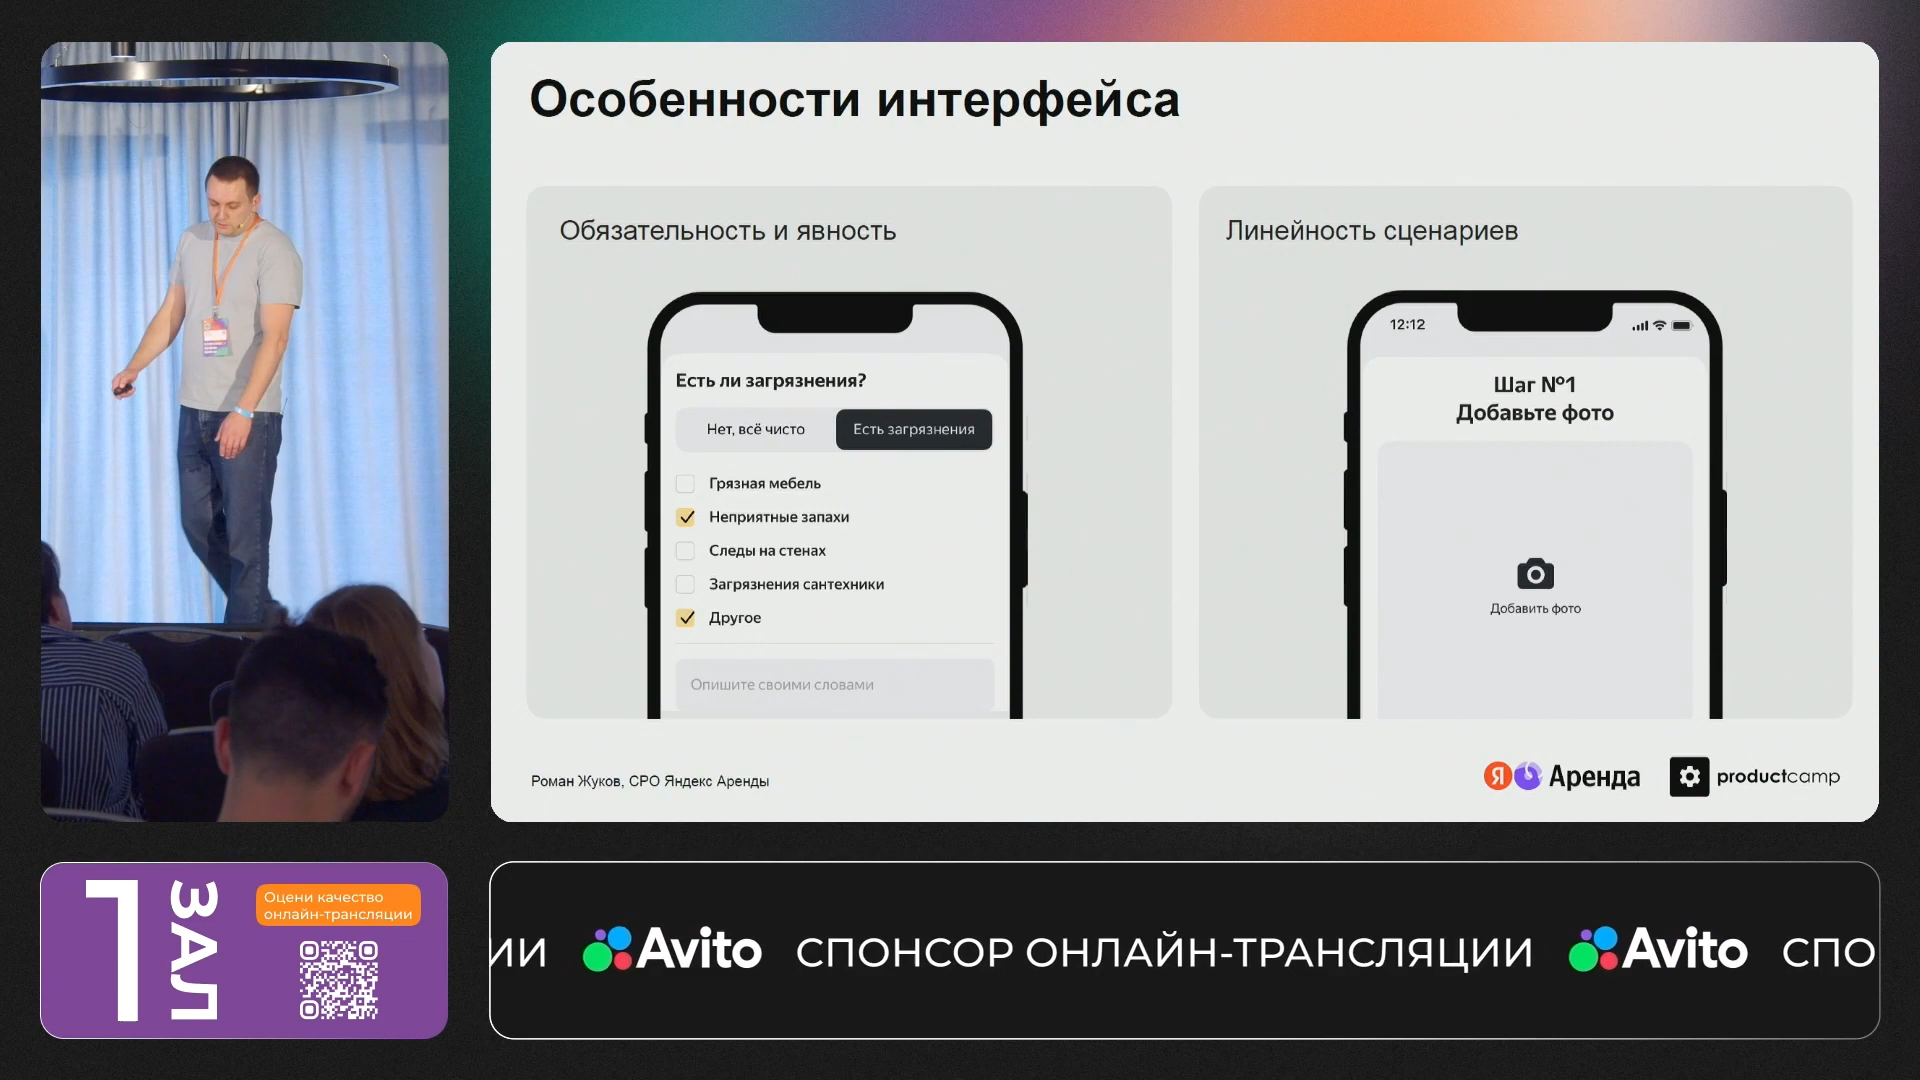 Особенности интерфейса
Обязательность и явность
Есть ли загрязнения?
Нет, всё чисто
Есть загрязнения
Грязная мебель
Неприятные запахи
Следы на стенах
Загрязнения сантехники
Другое
Опишите своими словами
Линейность сценариев
12:12
Шаг №1
Добавьте фото
Добавить фото
Роман Жуков, СРО Яндекс Аренды
Я Аренда
productcamp
1 ЗАЛ
Оцени качество
онлайн-трансляции
ИИ Avito СПОНСОР ОНЛАЙН-ТРАНСЛЯЦИИ Avito СПО